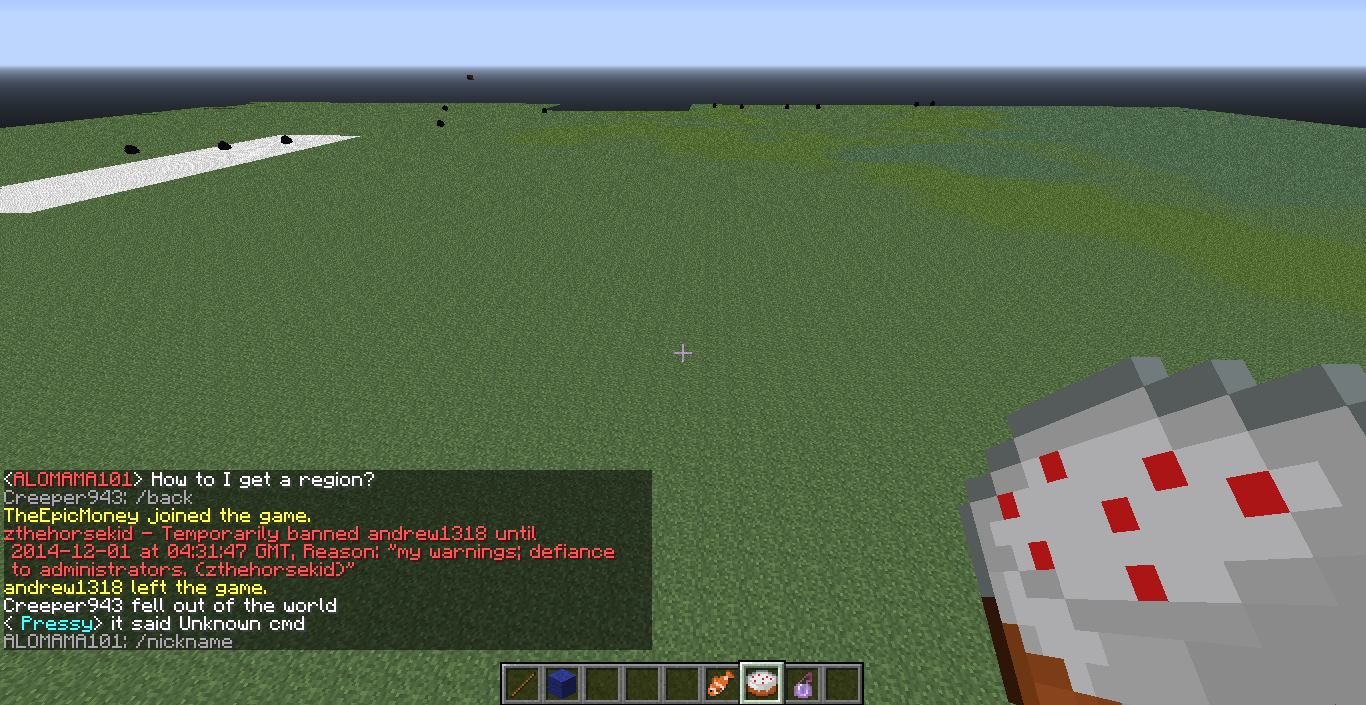 <ALOMAMA101> How to I get a region?
Creeper943: /back
TheEpicMoney joined the game.
zthehorsekid - Temporarily banned andrew1318 until
2014-12-01 at 04:31:47 GMT, Reason: "my warnings; defiance
to administrators. (zthehorsekid)"
andrew1318 left the game.
Creeper943 fell out of the world
< Pressy> it said Unknown cmd
ALOMAMA101: /nickname